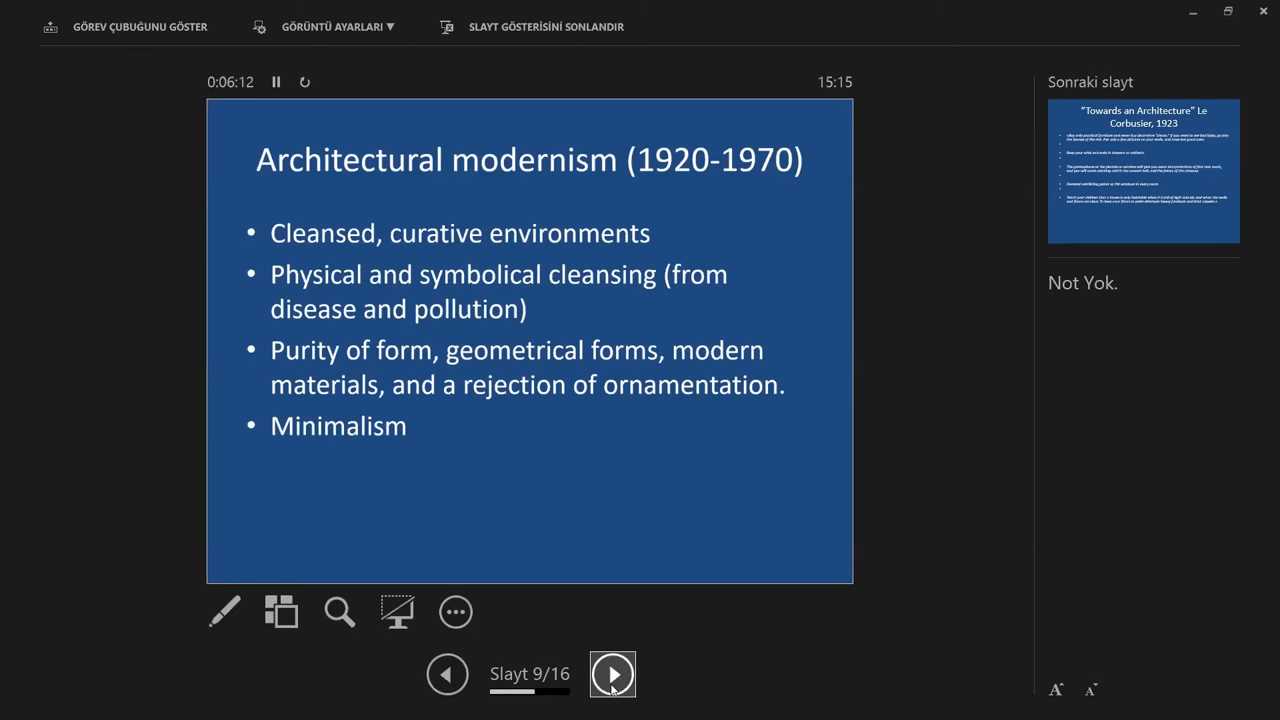 GÖREV ÇUBUĞUNU GÖSTER
GÖRÜNTÜ AYARLARI ▼
SLAYT GÖSTERİSİNİ SONLANDIR
0:06:12
15:15
Architectural modernism (1920-1970)
• Cleansed, curative environments
• Physical and symbolical cleansing (from
disease and pollution)
• Purity of form, geometrical forms, modern
materials, and a rejection of ornamentation.
• Minimalism
Slayt 9/16
Sonraki slayt
“Towards an Architecture” Le
Corbusier, 1923
Not Yok.
A A